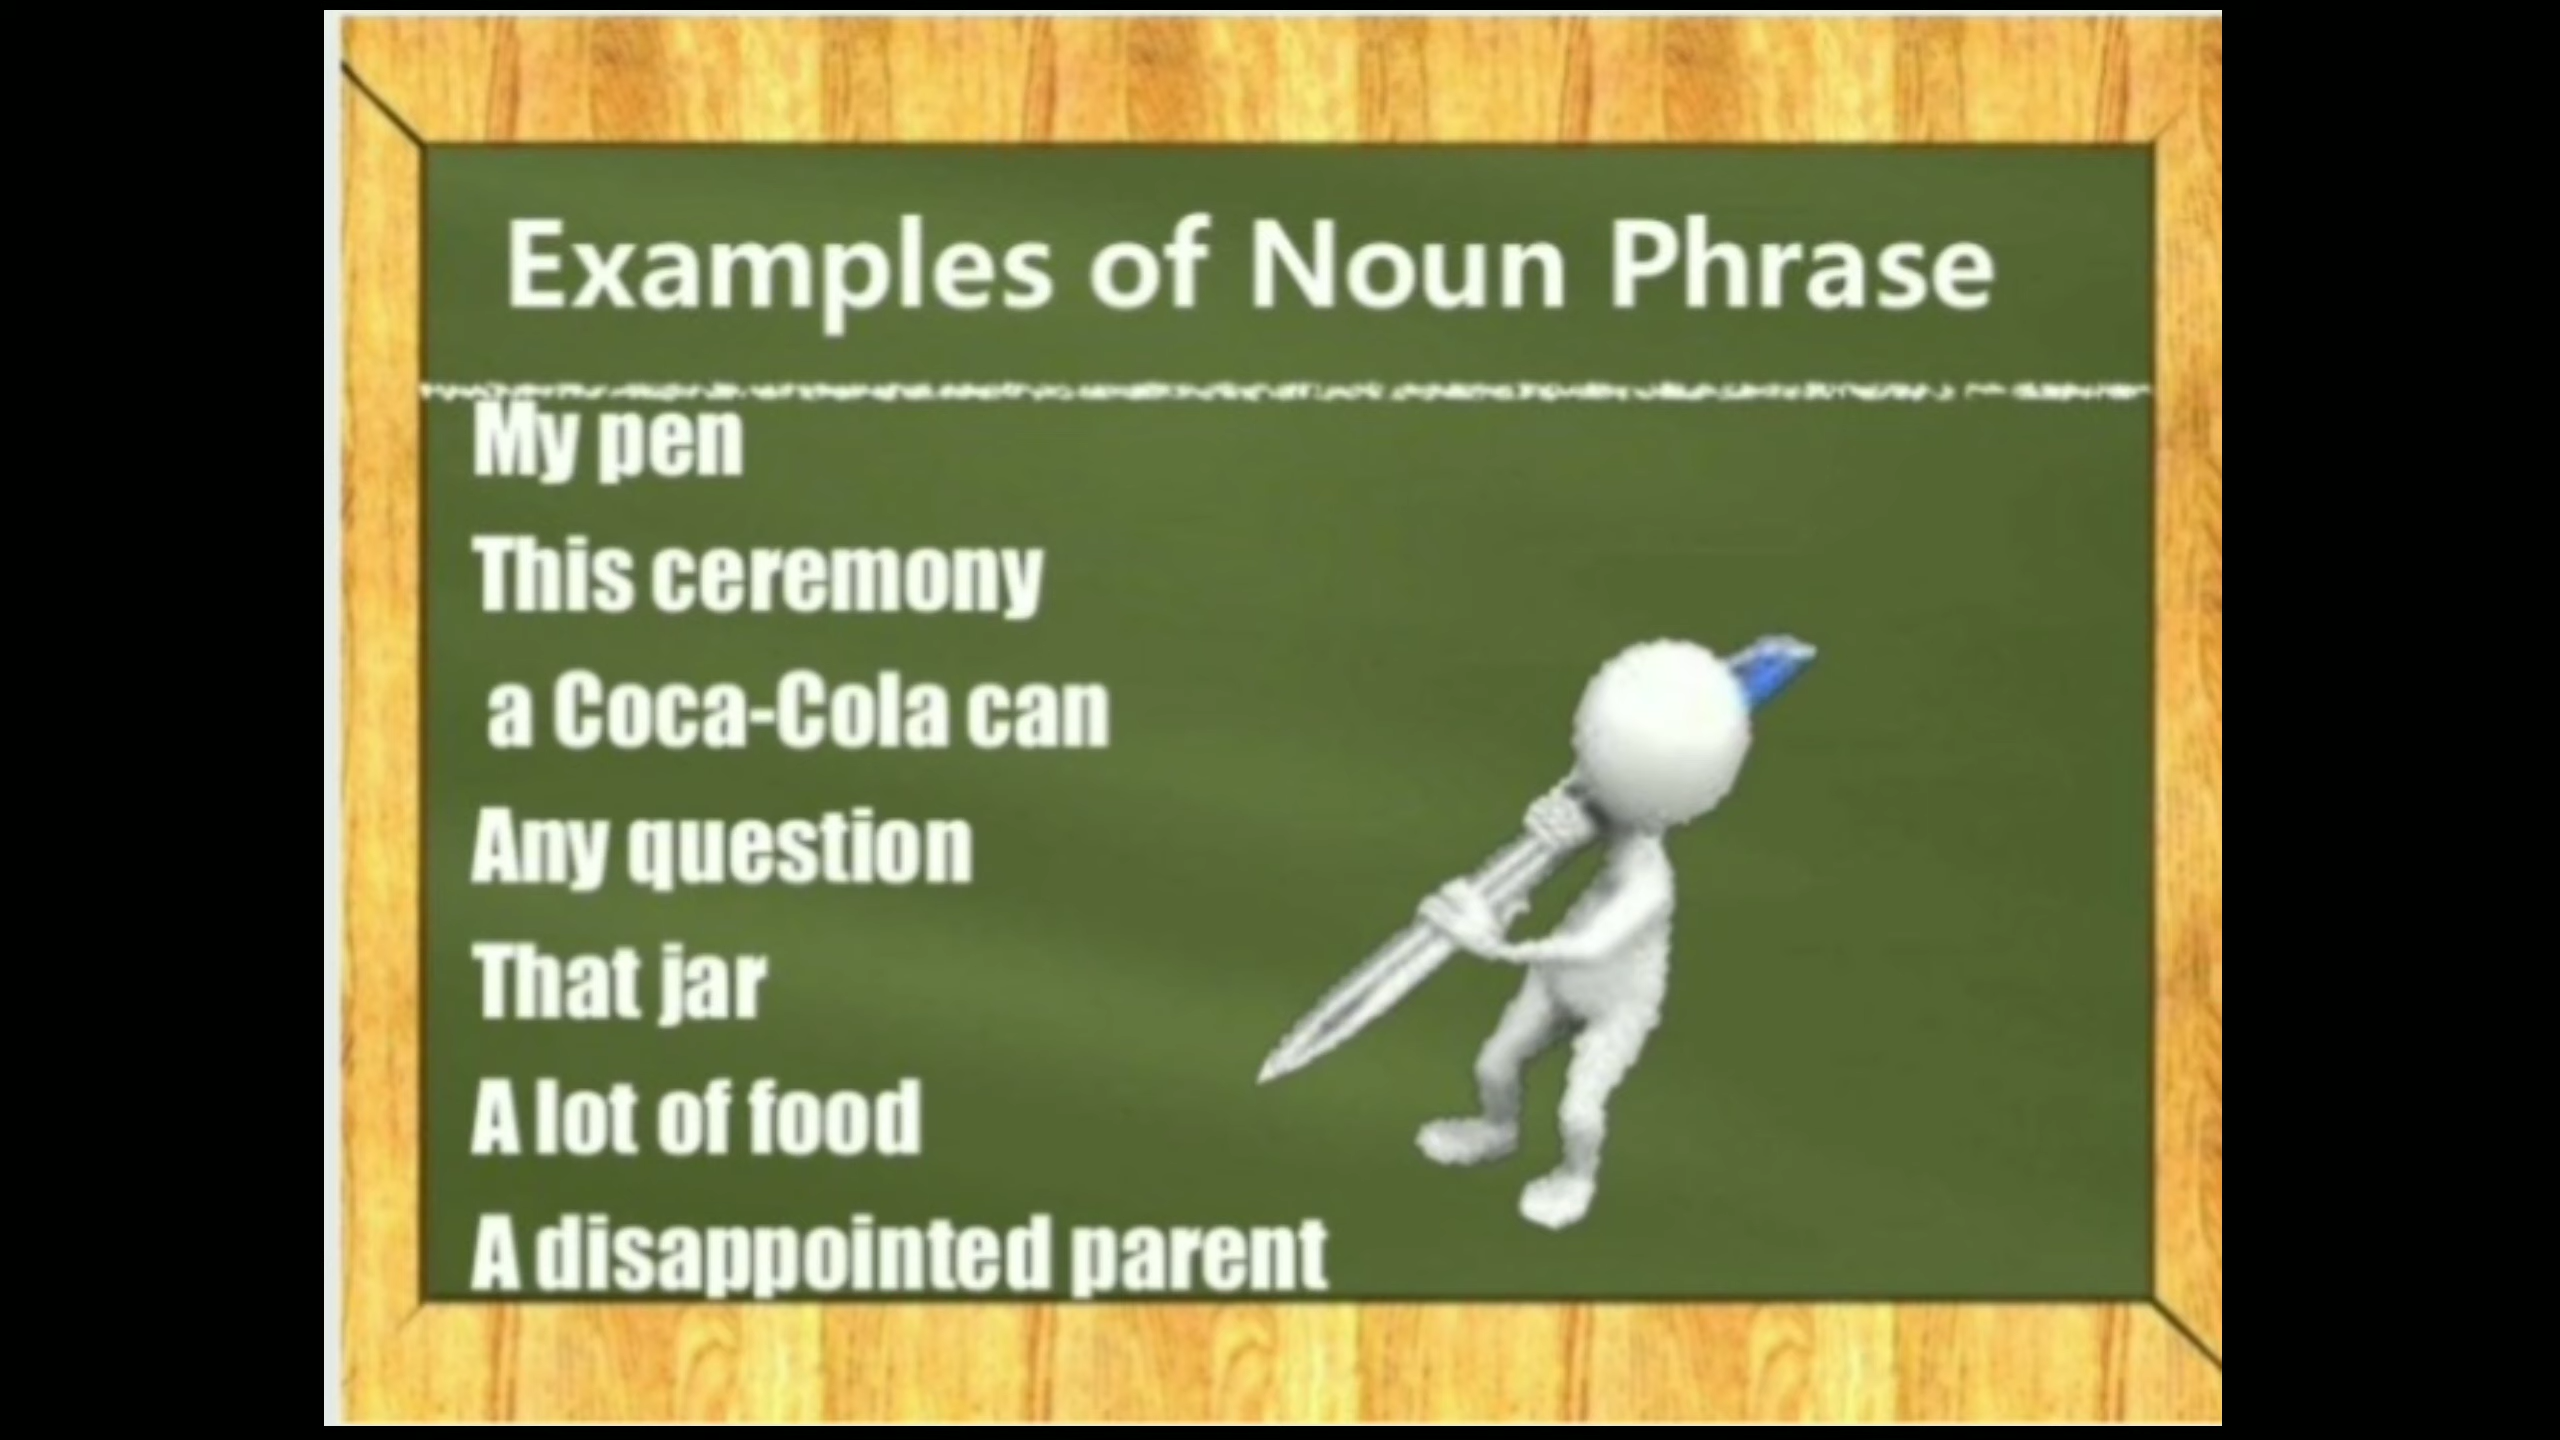 Examples of Noun Phrase
My pen
This ceremony
a Coca-Cola can
Any question
That jar
A lot of food
A disappointed parent